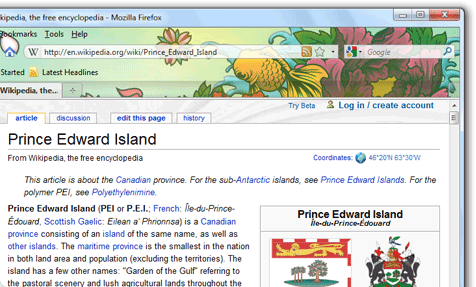 kipedia, the free encyclopedia - Mozilla Firefox
ookmarks Tools Help
W http://en.wikipedia.org/wiki/Prince_Edward_Island
Google
Started Latest Headlines
Wikipedia, the...
Try Beta Log in / create account
article discussion edit this page history
Prince Edward Island
From Wikipedia, the free encyclopedia
Coordinates: 46°20′N 63°30′W
This article is about the Canadian province. For the sub-Antarctic islands, see Prince Edward Islands. For the
polymer PEI, see Polyethylenimine.
Prince Edward Island (PEI or P.E.I.; French: Île-du-Prince-
Édouard, Scottish Gaelic: Eilean a' Phrionnsa) is a Canadian
province consisting of an island of the same name, as well as
other islands. The maritime province is the smallest in the nation
in both land area and population (excluding the territories). The
island has a few other names: "Garden of the Gulf" referring to
the pastoral scenery and lush agricultural lands throughout the
Prince Edward Island
Île-du-Prince-Édouard